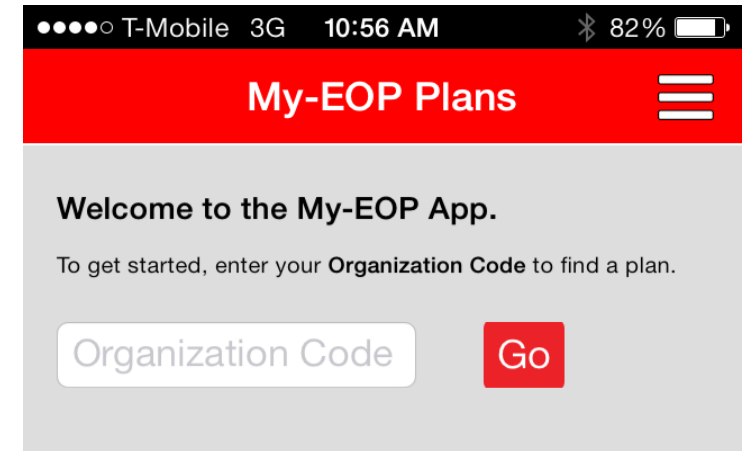 T-Mobile 3G 10:56 AM 82%
My-EOP Plans
Welcome to the My-EOP App.
To get started, enter your Organization Code to find a plan.
Organization Code Go